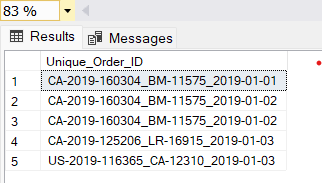 83 %
Results Messages
Unique_Order_ID
1 CA-2019-160304_BM-11575_2019-01-01
2 CA-2019-160304_BM-11575_2019-01-02
3 CA-2019-160304_BM-11575_2019-01-02
4 CA-2019-125206_LR-16915_2019-01-03
5 US-2019-116365_CA-12310_2019-01-03